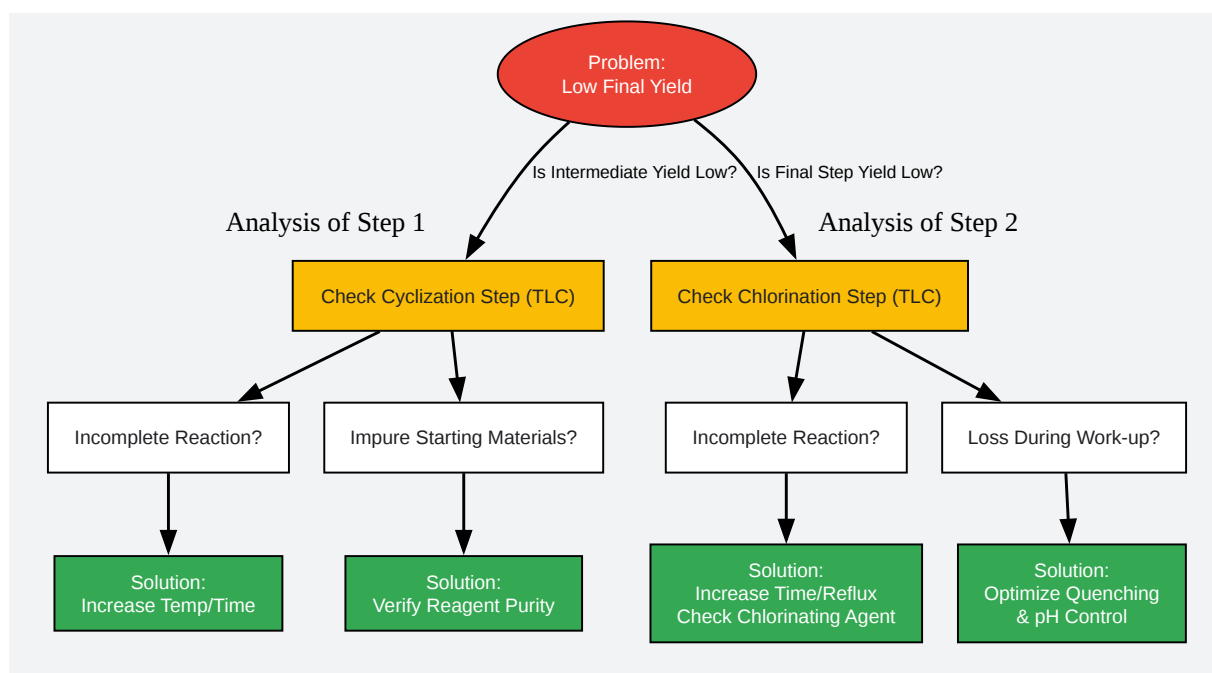 Problem:
Low Final Yield
Is Intermediate Yield Low?
Is Final Step Yield Low?
Analysis of Step 1
Analysis of Step 2
Check Cyclization Step (TLC)
Check Chlorination Step (TLC)
Incomplete Reaction?
Impure Starting Materials?
Incomplete Reaction?
Loss During Work-up?
Solution:
Increase Temp/Time
Solution:
Verify Reagent Purity
Solution:
Increase Time/Reflux
Check Chlorinating Agent
Solution:
Optimize Quenching
& pH Control